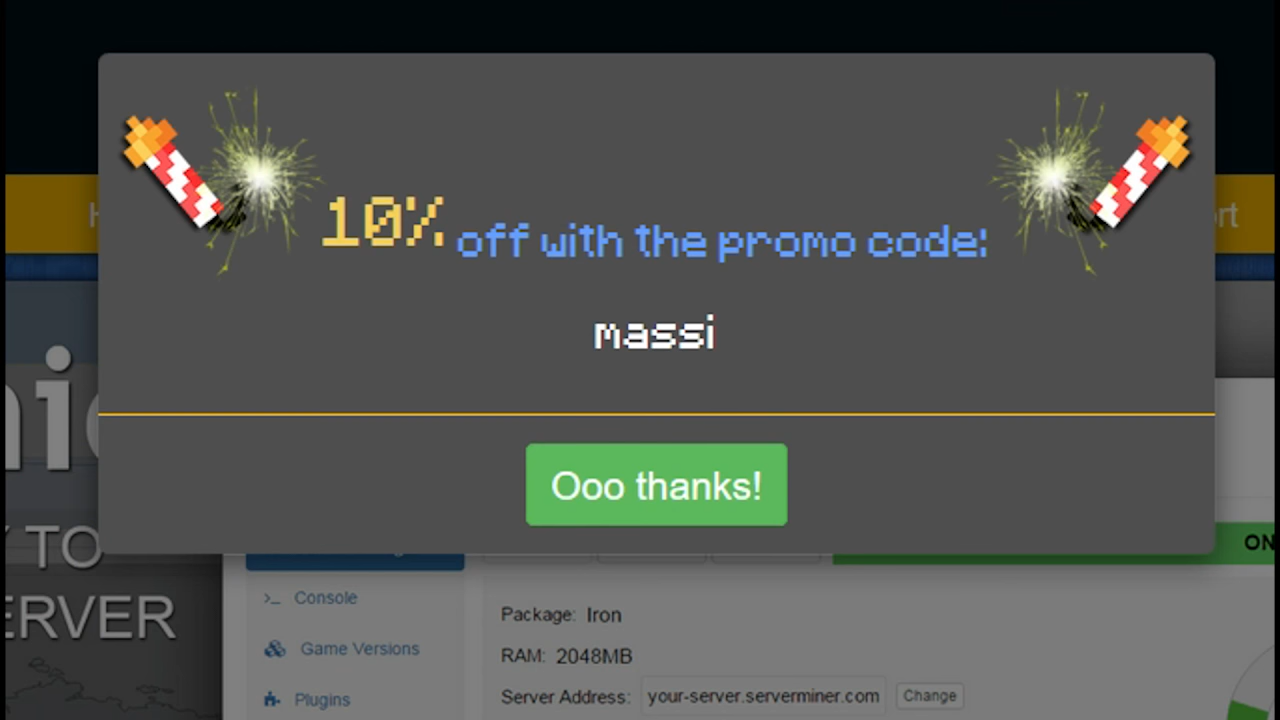 10% off with the promo code:
massi
Ooo thanks!
TO
ERVER
ON
>_ Console
Game Versions
Plugins
Package: Iron
RAM: 2048MB
Server Address: your-server.serverminer.com Change